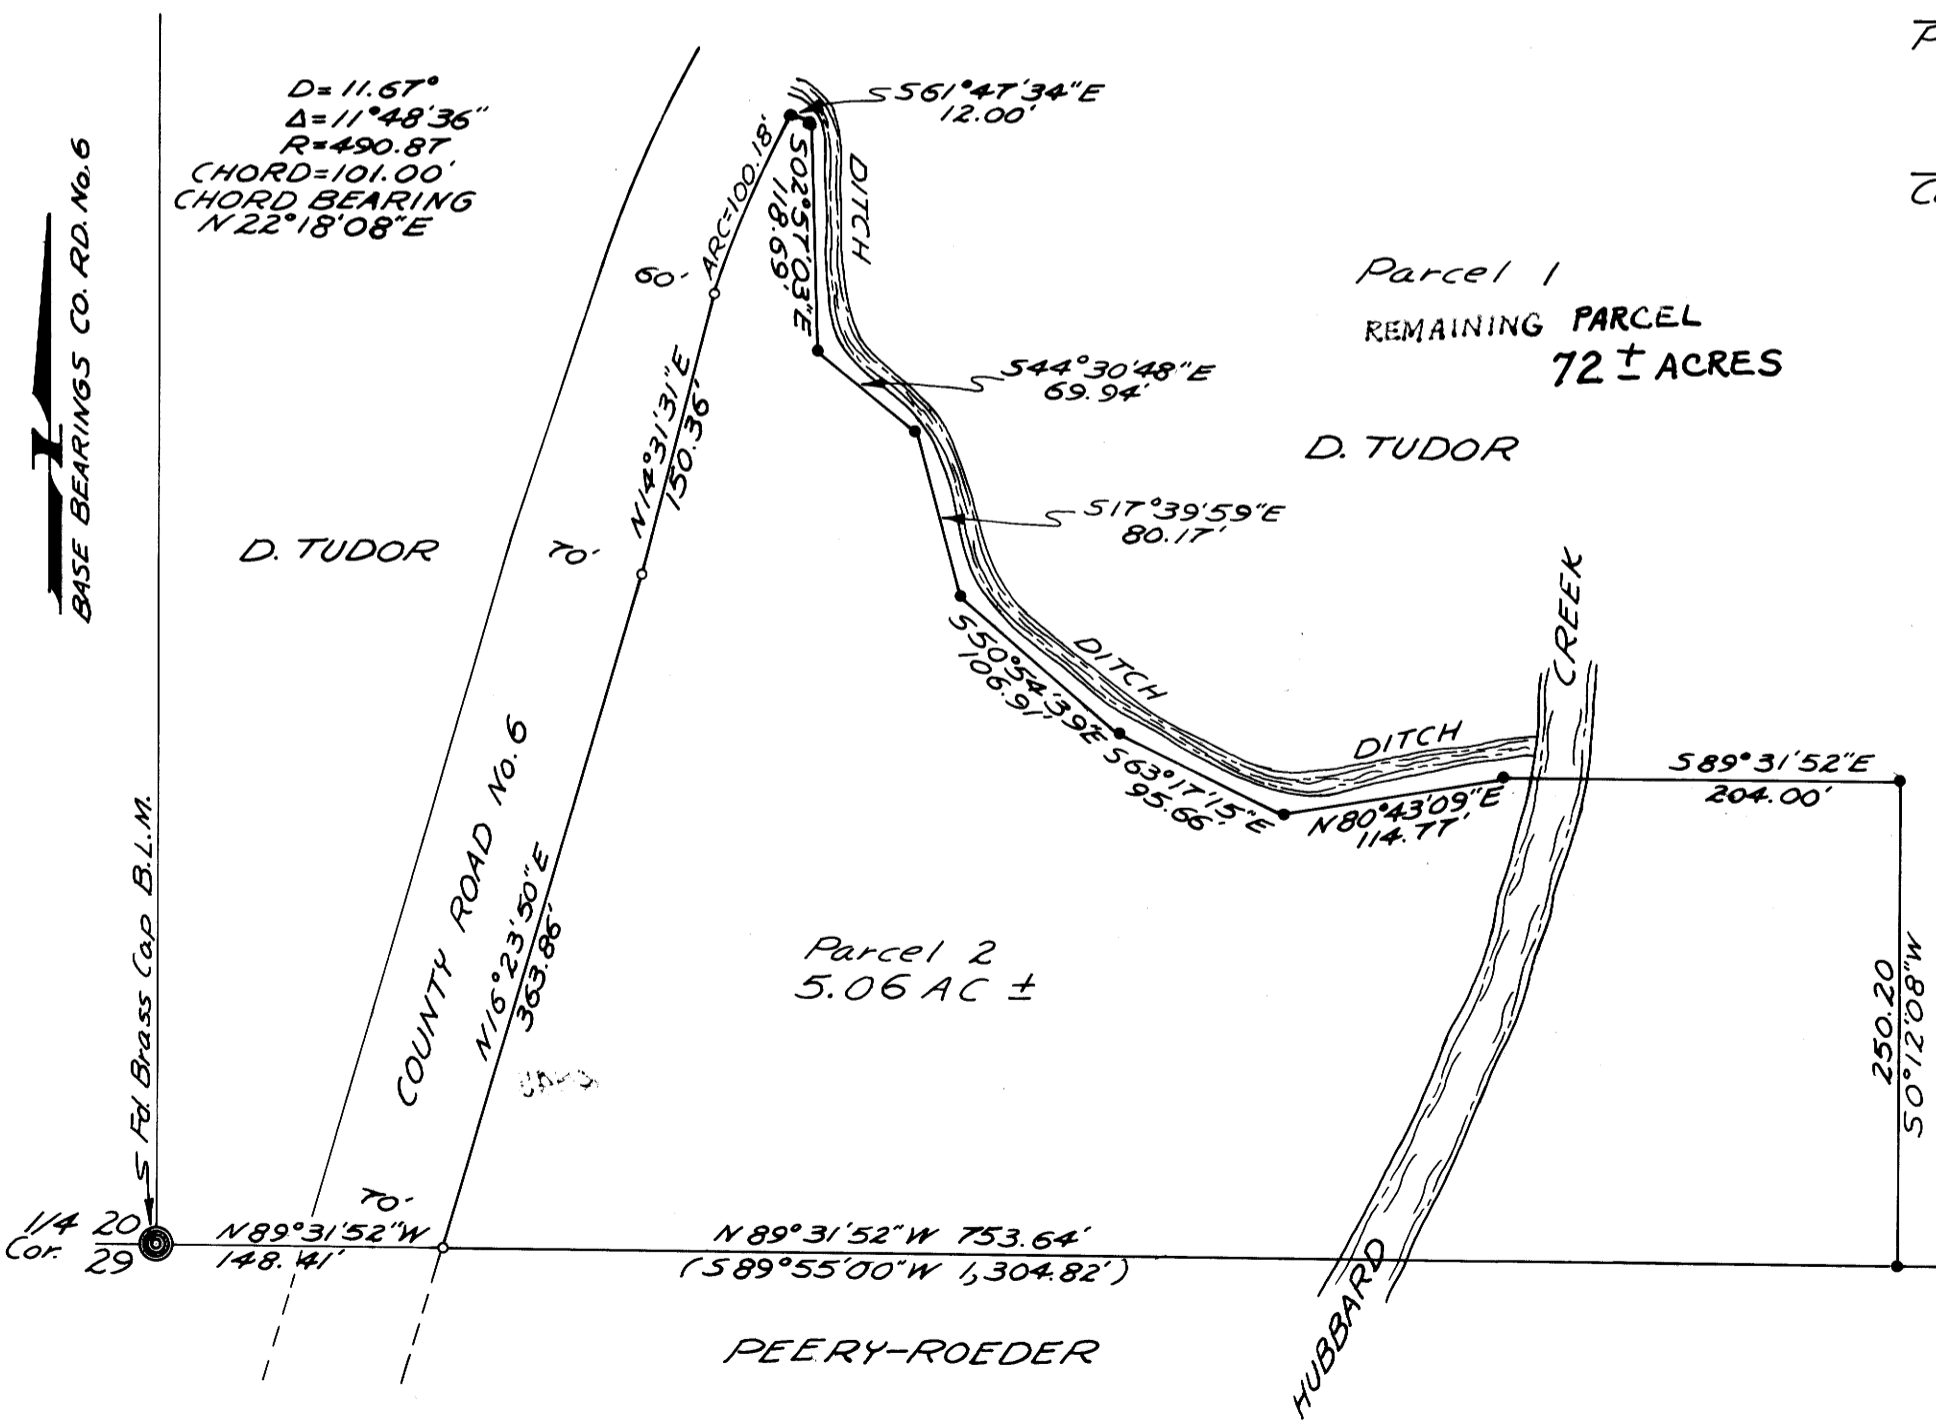 D=11.67°
Δ=11°48'36"
R=490.87
CHORD=101.00'
CHORD BEARING
N22°18'08"E
BASE BEARINGS CO. RD. No.6
S61°47'34"E
12.00'
ARC=100.18'
S02°57'03"E
118.69'
DITCH
60'
Parcel 1
REMAINING PARCEL
72 ± ACRES
S44°30'48"E
69.94'
D. TUDOR
N14°31'31"E
150.36'
S17°39'59"E
80.17'
D. TUDOR
70'
CREEK
S50°54'39"E
106.91'
DITCH
S63°17'15"E
95.66'
DITCH
N80°43'09"E
114.77'
S89°31'52"E
204.00'
COUNTY ROAD No.6
N16°23'50"E
363.86'
Parcel 2
5.06 AC ±
250.20
S0°12'08"W
Fd. Brass Cap B.L.M.
70'
1/4 20
Cor. 29
N89°31'52"W
148.41'
N89°31'52"W 753.64'
(S89°55'00"W 1,304.82')
HUBBARD
PEERY-ROEDER